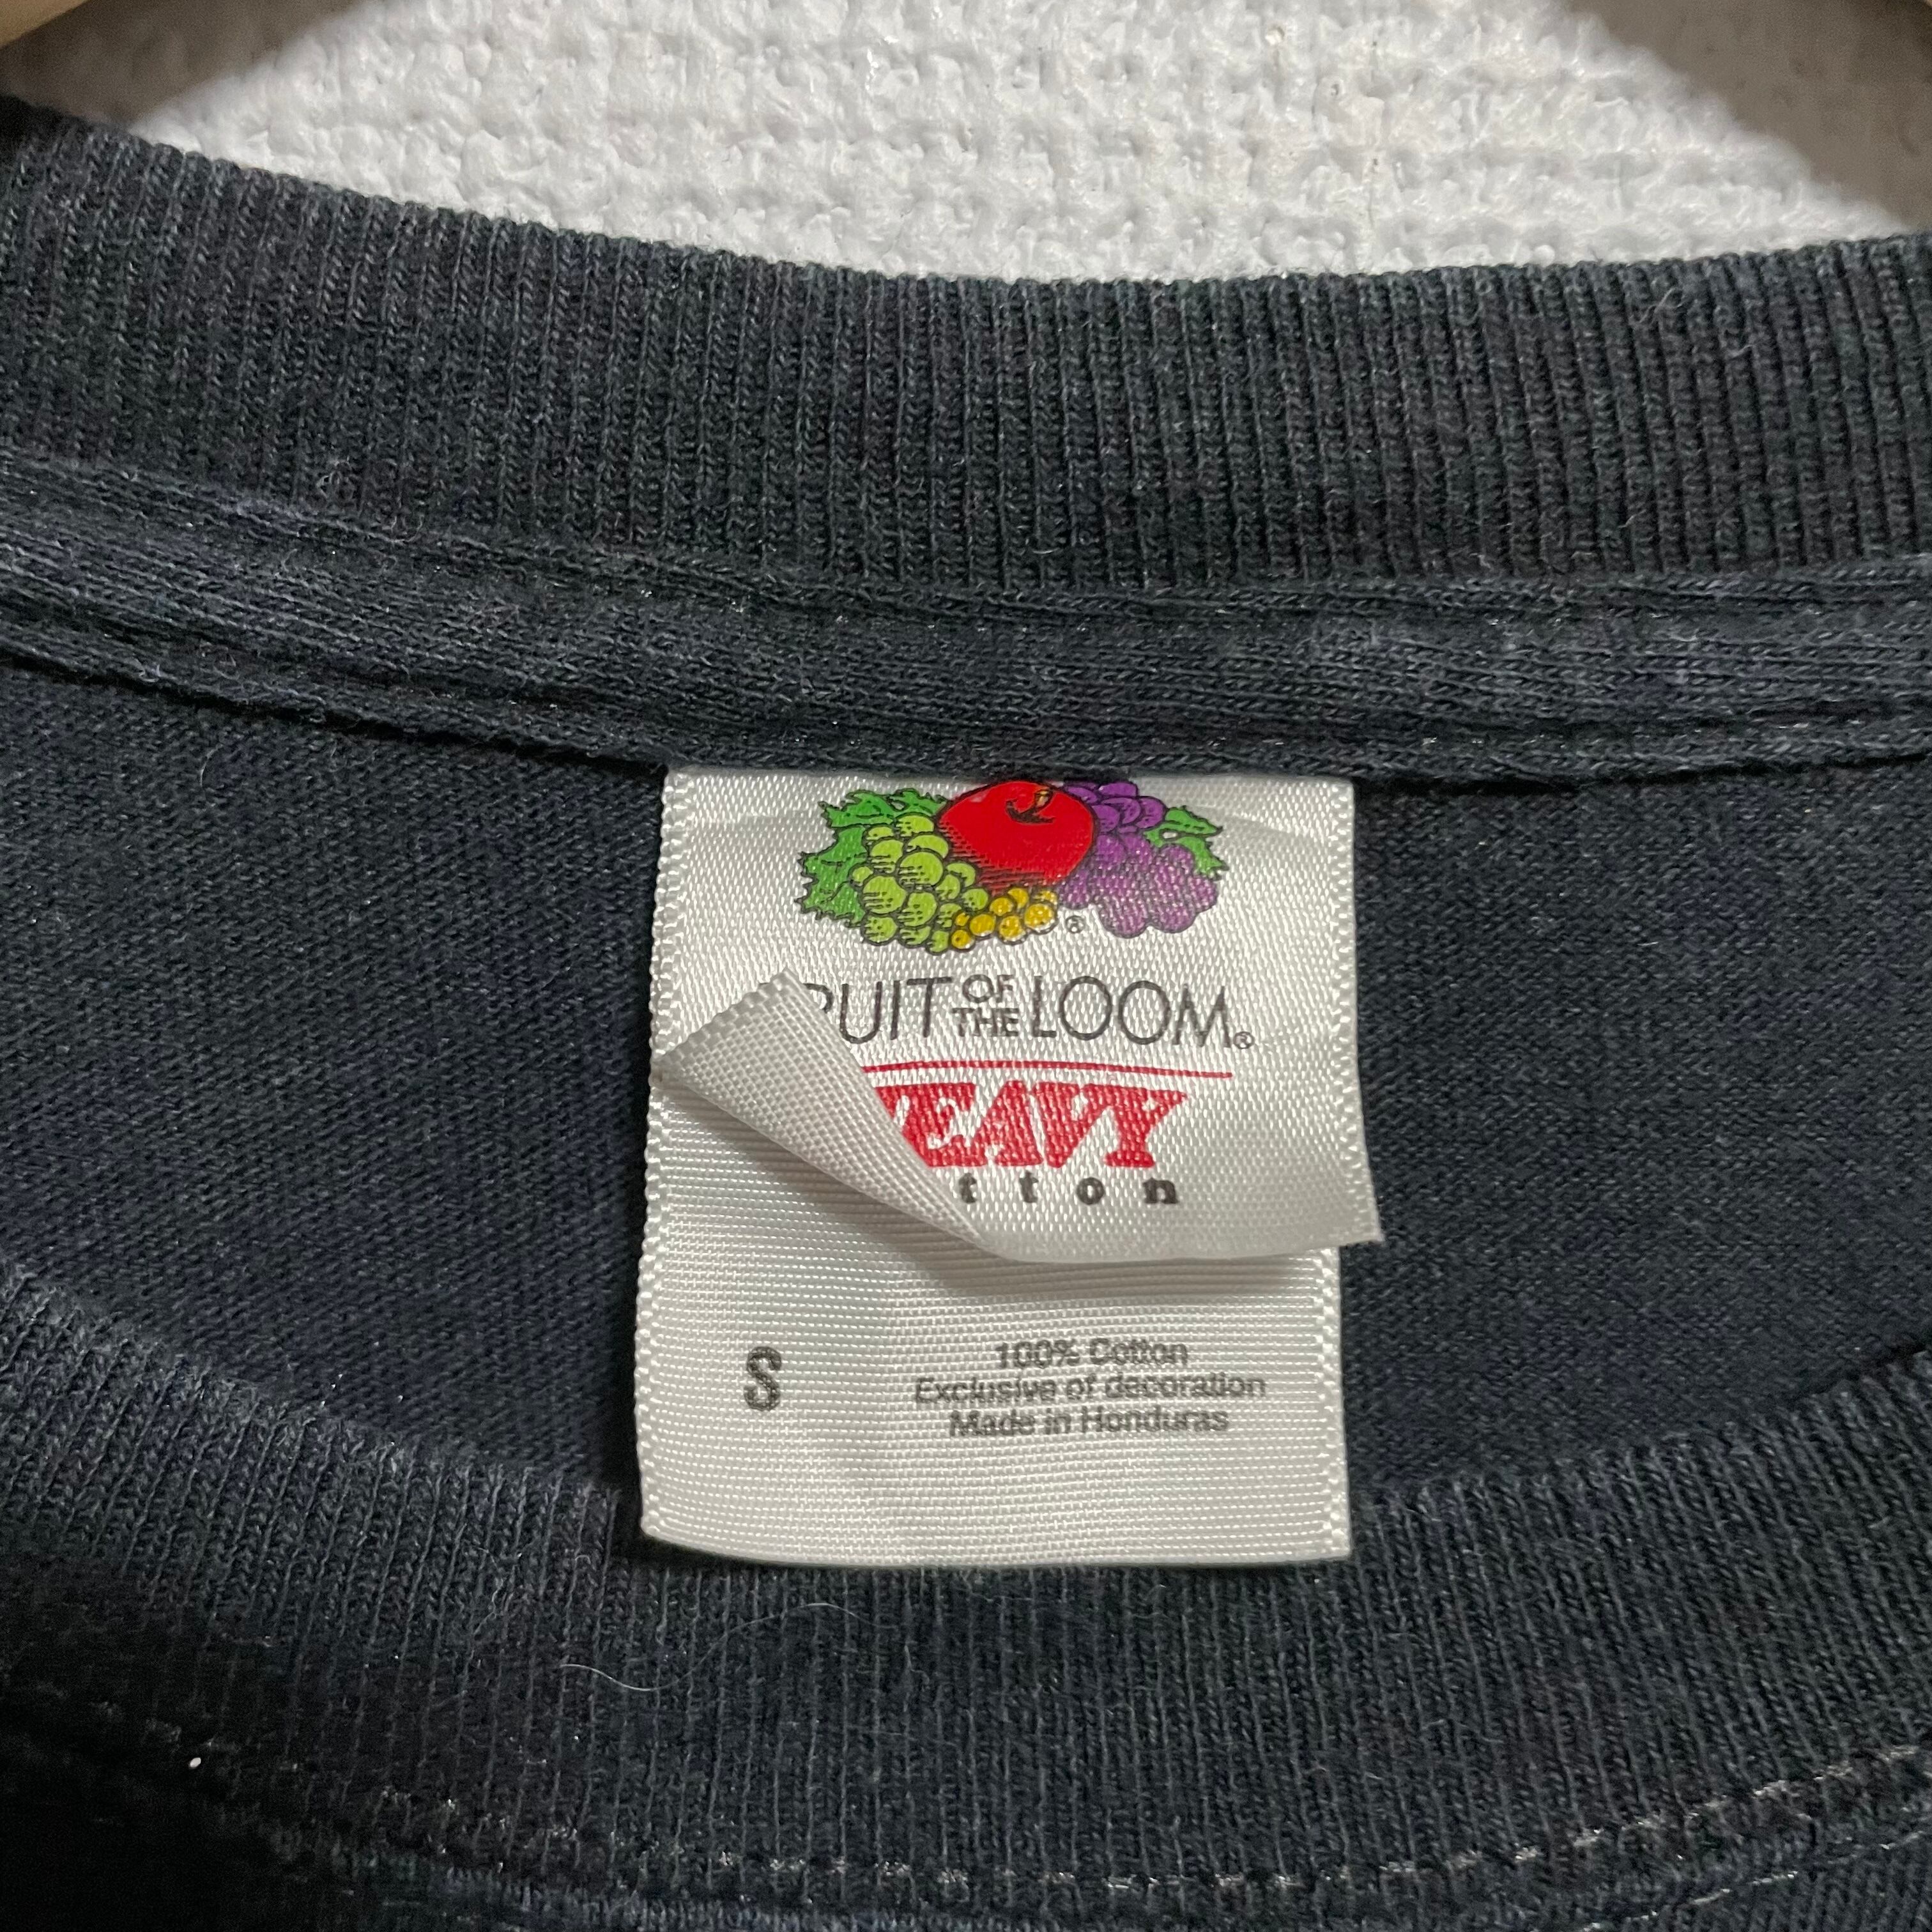 ®
RUIT OF THE LOOM®
EAVY
tton
S
100% Cotton
Exclusive of decoration
Made in Honduras